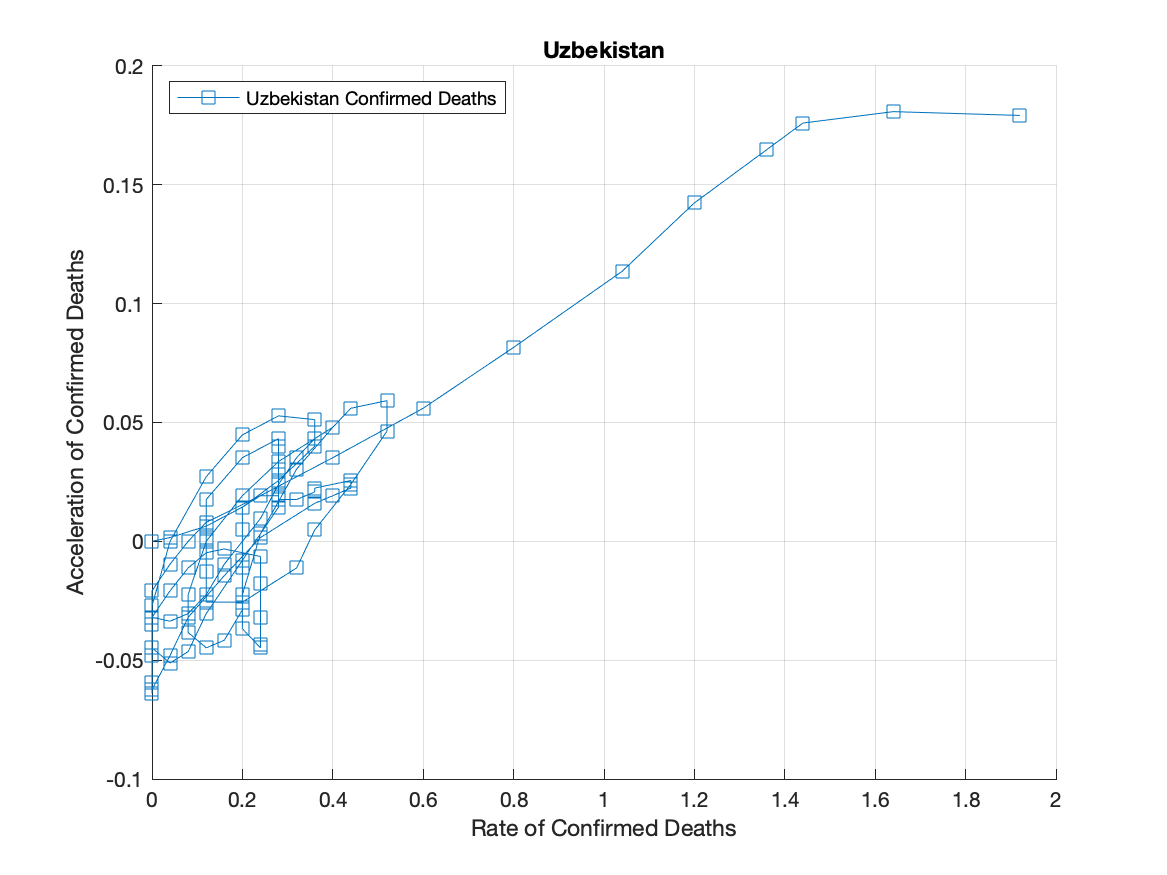 Uzbekistan
Uzbekistan Confirmed Deaths
Acceleration of Confirmed Deaths
0.2
0.15
0.1
0.05
0
-0.05
-0.1
0 0.2 0.4 0.6 0.8 1 1.2 1.4 1.6 1.8 2
Rate of Confirmed Deaths